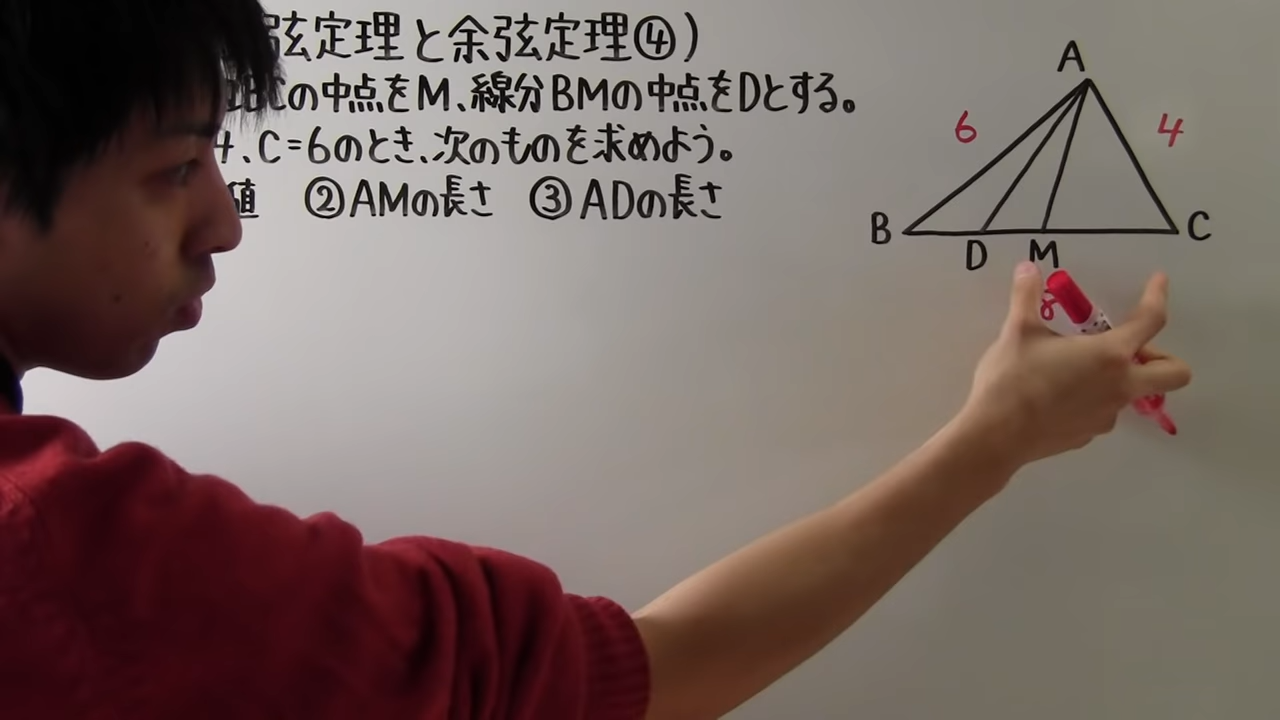 弦定理と余弦定理④)
BCの中点をM、線分BMの中点をDとする。
4、C=6のとき、次のものを求めよう。
値 ②AMの長さ ③ADの長さ
A
6
4
B
C
D
M
8